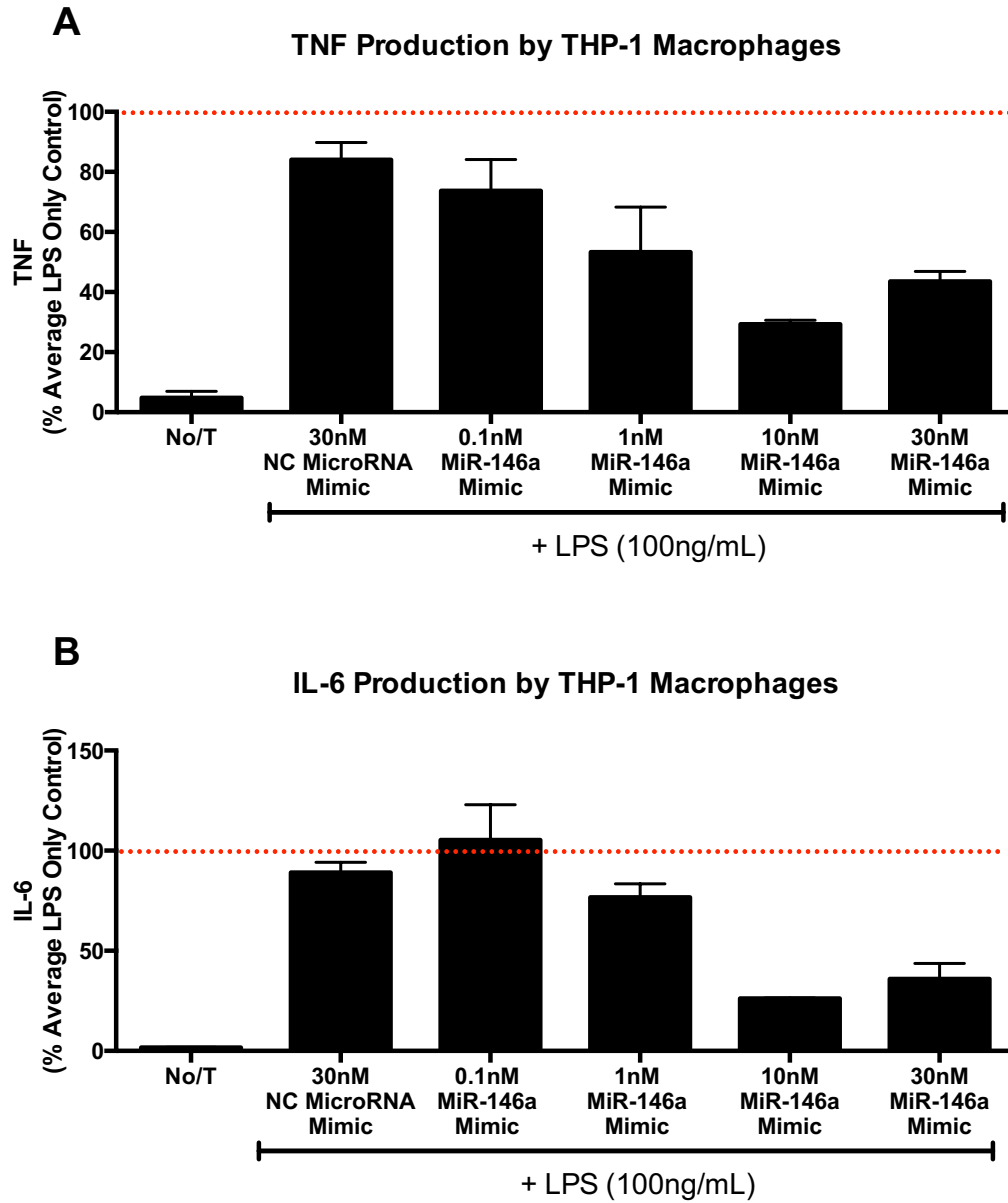 A
TNF Production by THP-1 Macrophages
TNF
(% Average LPS Only Control)
100
80
60
40
20
0
No/T
30nM
NC MicroRNA
Mimic
0.1nM
MiR-146a
Mimic
1nM
MiR-146a
Mimic
10nM
MiR-146a
Mimic
30nM
MiR-146a
Mimic
+ LPS (100ng/mL)
B
IL-6 Production by THP-1 Macrophages
IL-6
(% Average LPS Only Control)
150
100
50
0
No/T
30nM
NC MicroRNA
Mimic
0.1nM
MiR-146a
Mimic
1nM
MiR-146a
Mimic
10nM
MiR-146a
Mimic
30nM
MiR-146a
Mimic
+ LPS (100ng/mL)